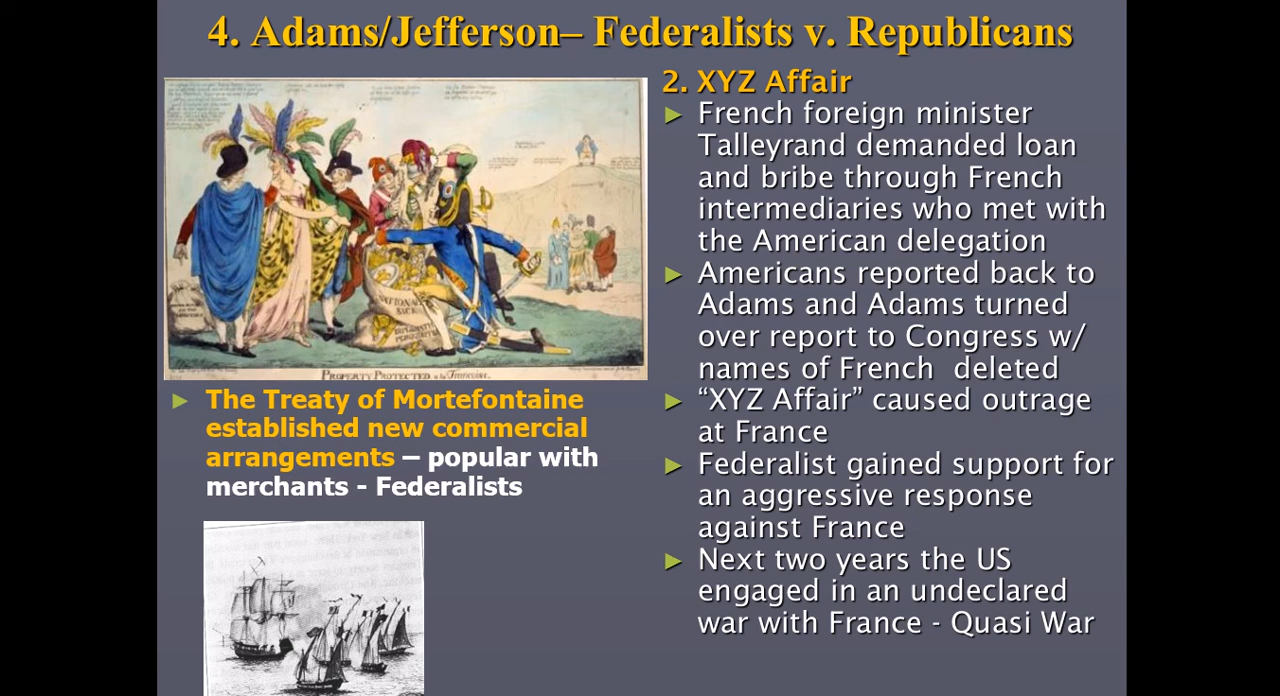 4. Adams/Jefferson– Federalists v. Republicans
NATIONAL
SACK
PROPERTY PROTECTED. a la Françoise.
► The Treaty of Mortefontaine
established new commercial
arrangements – popular with
merchants - Federalists
2. XYZ Affair
► French foreign minister
Talleyrand demanded loan
and bribe through French
intermediaries who met with
the American delegation
► Americans reported back to
Adams and Adams turned
over report to Congress w/
names of French  deleted
► “XYZ Affair” caused outrage
at France
► Federalist gained support for
an aggressive response
against France
► Next two years the US
engaged in an undeclared
war with France - Quasi War